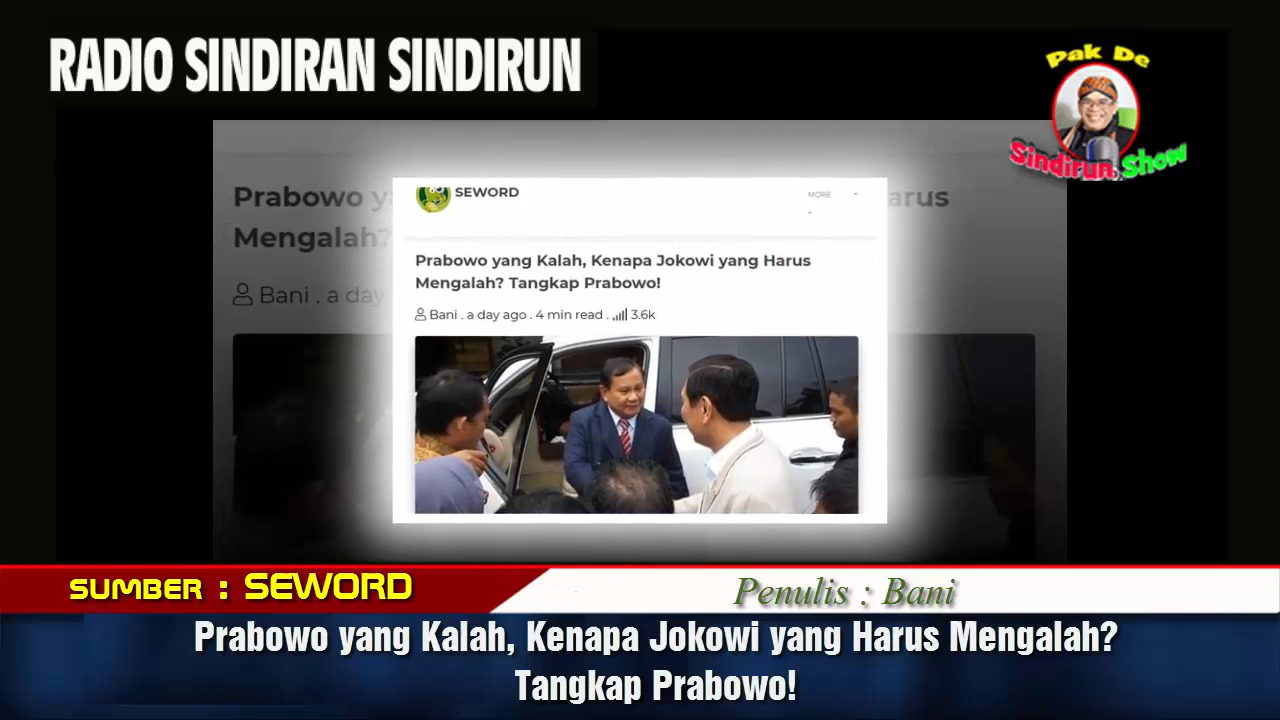 RADIO SINDIRAN SINDIRUN
Pak De
Sindirun Show
Prabowo ya
arus
Mengalah?
Bani . a day
SEWORD
MORE
Prabowo yang Kalah, Kenapa Jokowi yang Harus
Mengalah? Tangkap Prabowo!
Bani . a day ago . 4 min read . 3.6k
SUMBER : SEWORD
Penulis : Bani
Prabowo yang Kalah, Kenapa Jokowi yang Harus Mengalah?
Tangkap Prabowo!